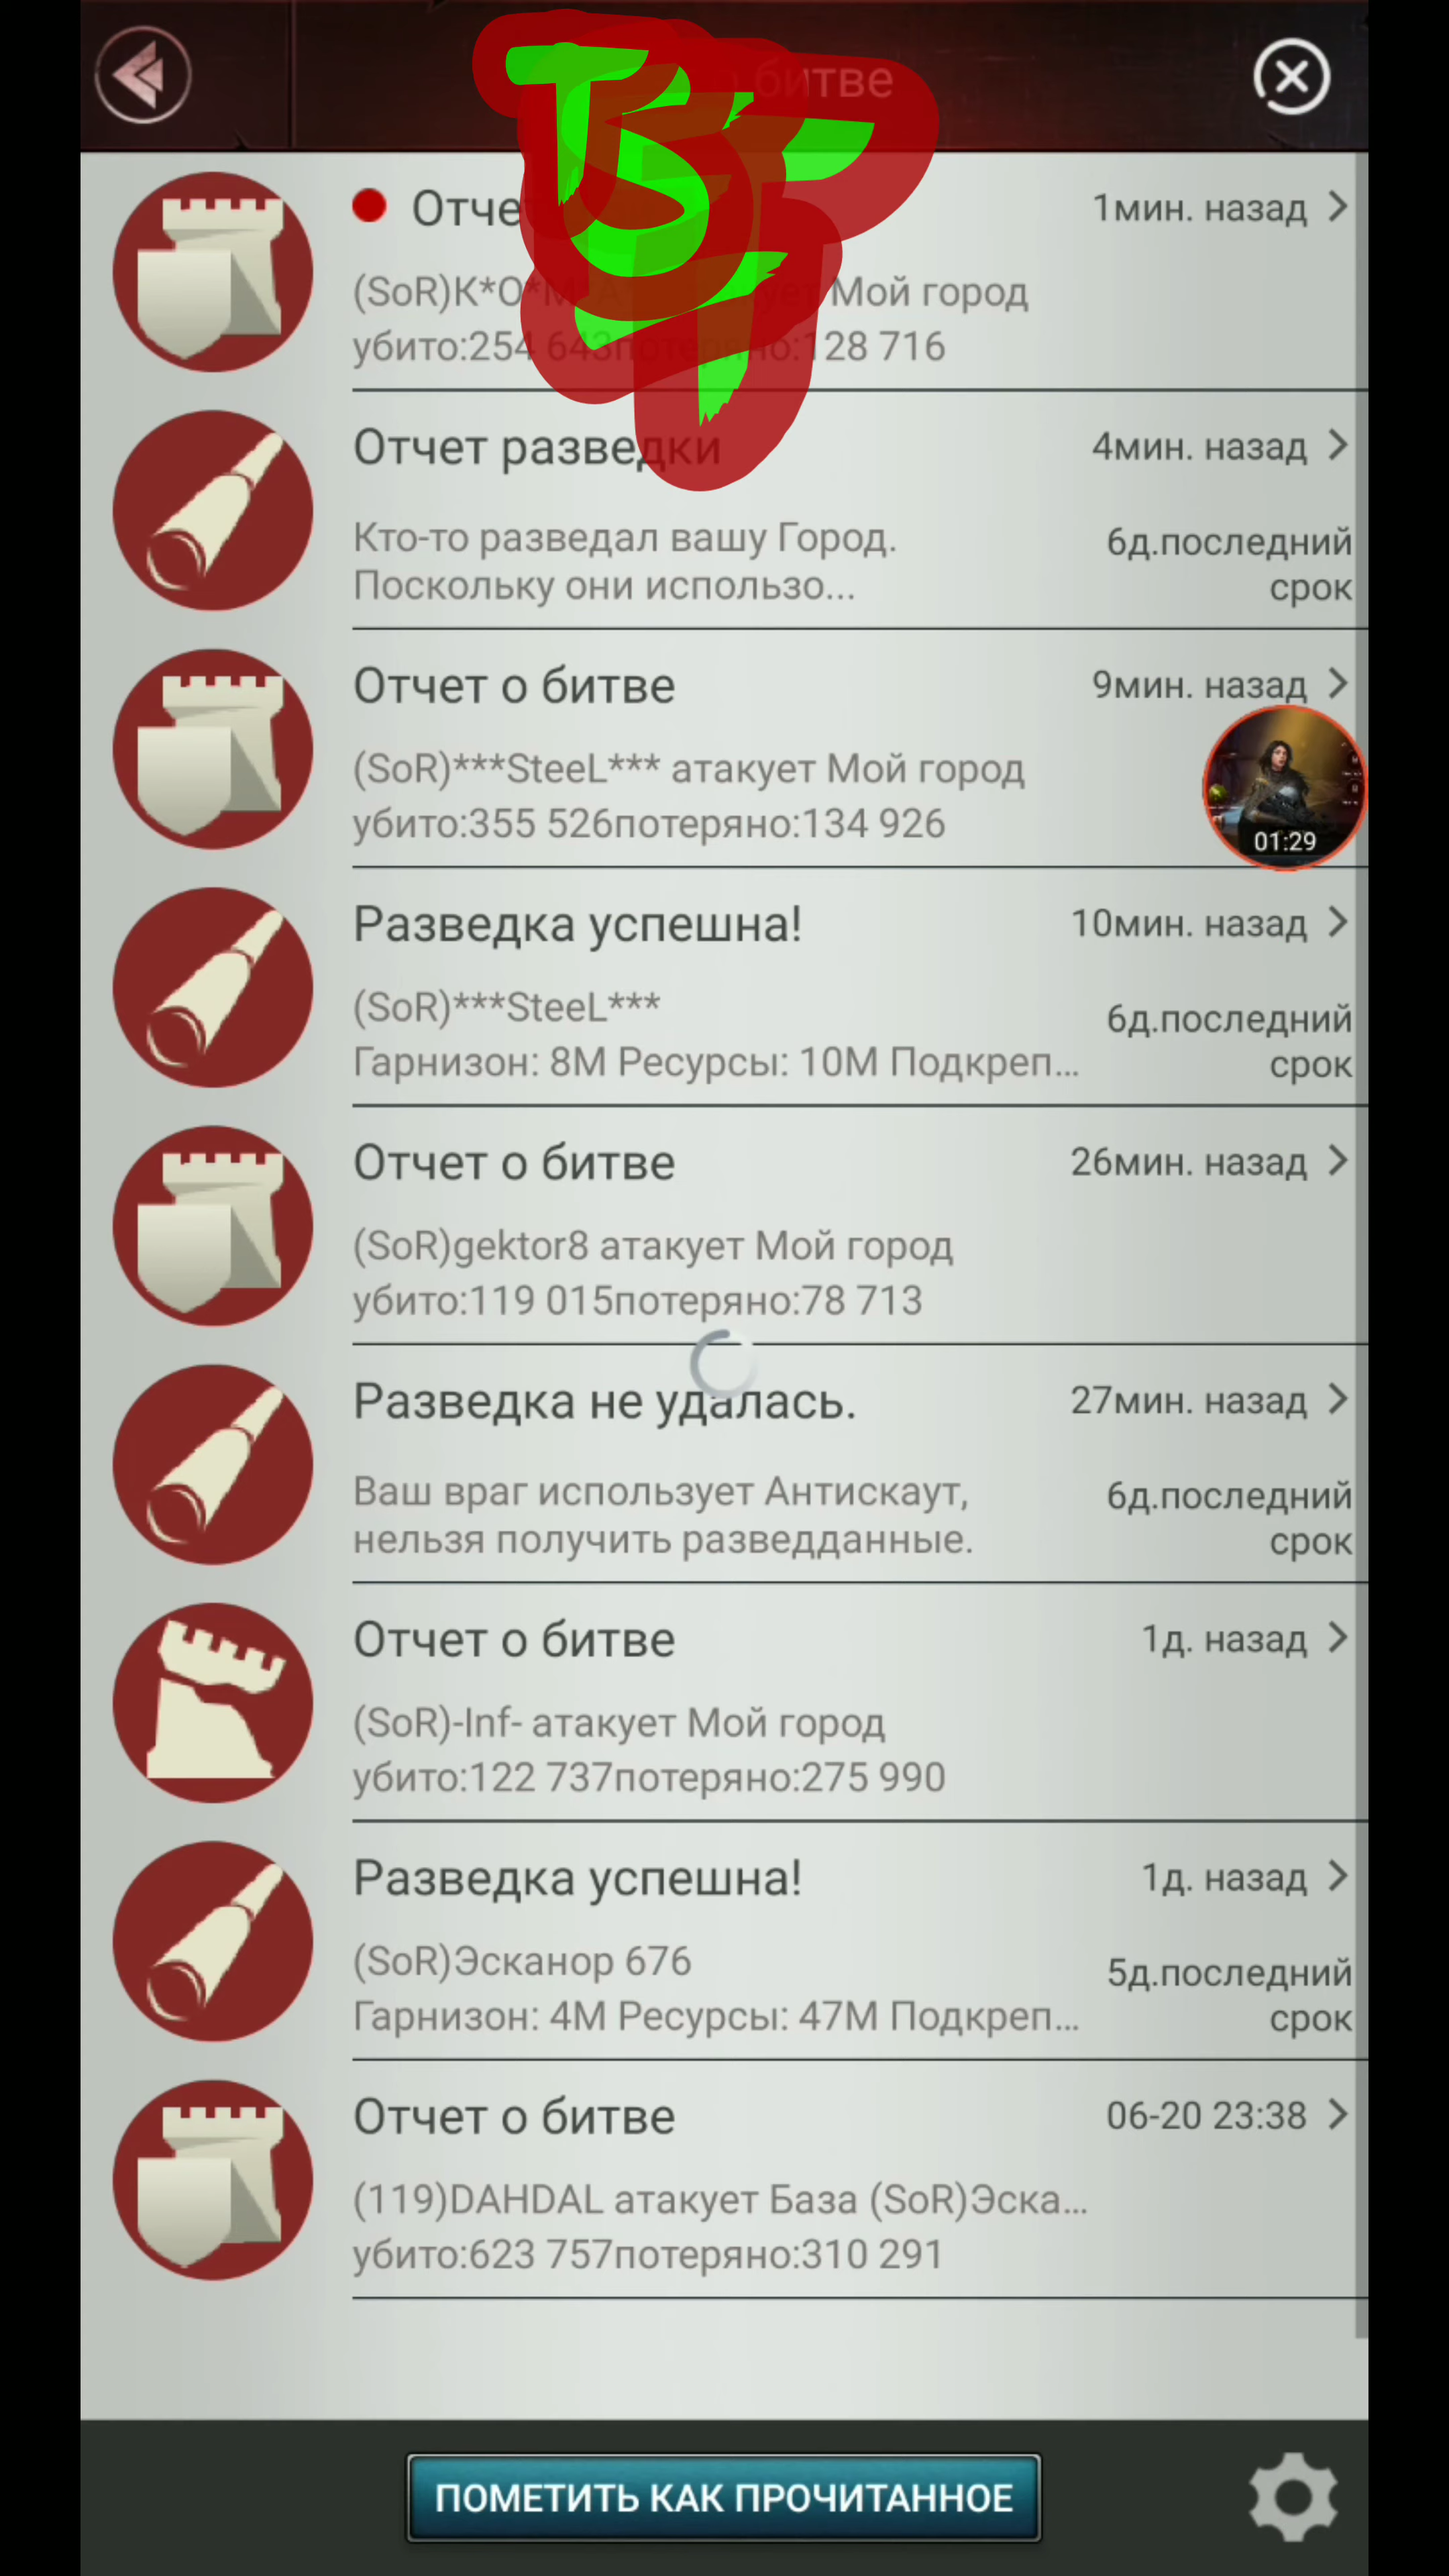 битве
Отче
1мин. назад
(SoR)К*О*М Мой город
убито:254 643потеряно:128 716
Отчет разведки
4мин. назад
Кто-то разведал вашу Город.
Поскольку они использо...
6д.последний
срок
Отчет о битве
9мин. назад
(SoR)***SteeL*** атакует Мой город
убито:355 526потеряно:134 926
01:29
Разведка успешна!
10мин. назад
(SoR)***SteeL***
Гарнизон: 8М Ресурсы: 10М Подкреп...
6д.последний
срок
Отчет о битве
26мин. назад
(SoR)gektor8 атакует Мой город
убито:119 015потеряно:78 713
Разведка не удалась.
27мин. назад
Ваш враг использует Антискаут,
нельзя получить разведданные.
6д.последний
срок
Отчет о битве
1д. назад
(SoR)-Inf- атакует Мой город
убито:122 737потеряно:275 990
Разведка успешна!
1д. назад
(SoR)Эсканор 676
Гарнизон: 4М Ресурсы: 47М Подкреп...
5д.последний
срок
Отчет о битве
06-20 23:38
(119)DAHDAL атакует База (SoR)Эска...
убито:623 757потеряно:310 291
ПОМЕТИТЬ КАК ПРОЧИТАННОЕ